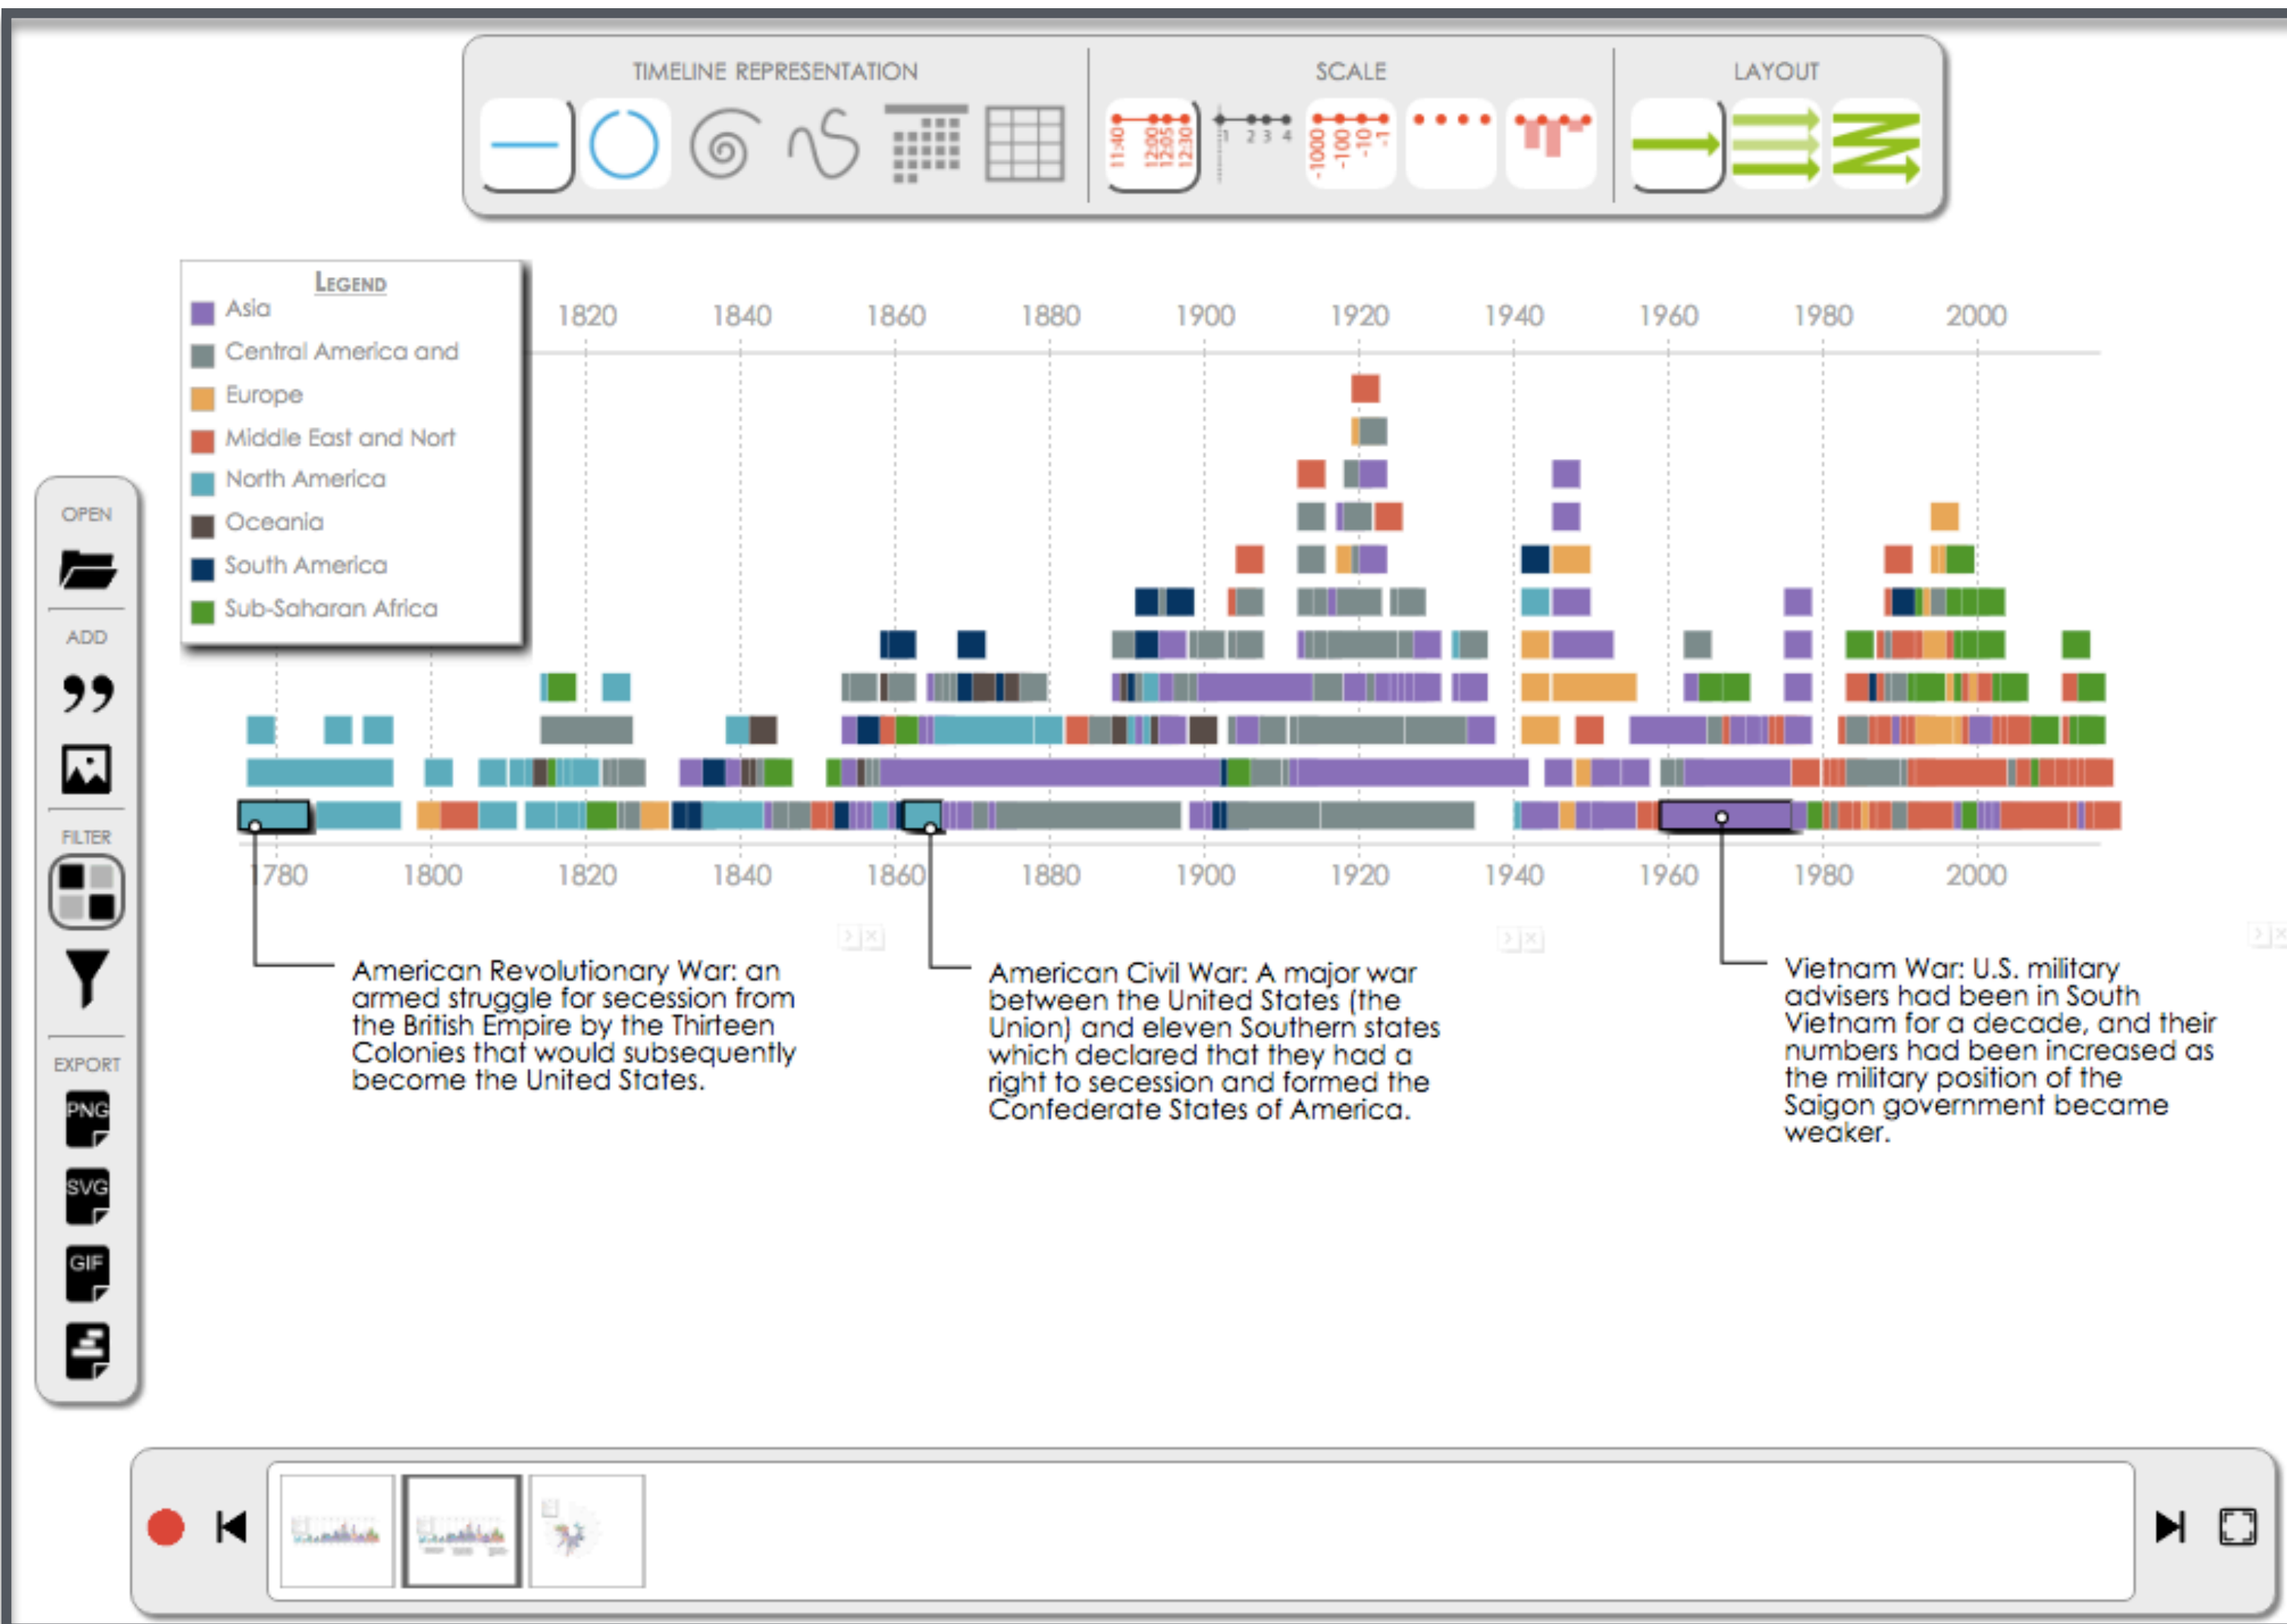 TIMELINE REPRESENTATION
SCALE
LAYOUT
11:40
12:00
12:05
12:30
1 2 3 4
-1000
-100
-10
-1
LEGEND
Asia
Central America and
Europe
Middle East and Nort
North America
Oceania
South America
Sub-Saharan Africa
1820 1840 1860 1880 1900 1920 1940 1960 1980 2000
OPEN
ADD
FILTER
EXPORT
PNG
SVG
GIF
1780 1800 1820 1840 1860 1880 1900 1920 1940 1960 1980 2000
American Revolutionary War: an
armed struggle for secession from
the British Empire by the Thirteen
Colonies that would subsequently
become the United States.
American Civil War: A major war
between the United States (the
Union) and eleven Southern states
which declared that they had a
right to secession and formed the
Confederate States of America.
Vietnam War: U.S. military
advisers had been in South
Vietnam for a decade, and their
numbers had been increased as
the military position of the
Saigon government became
weaker.